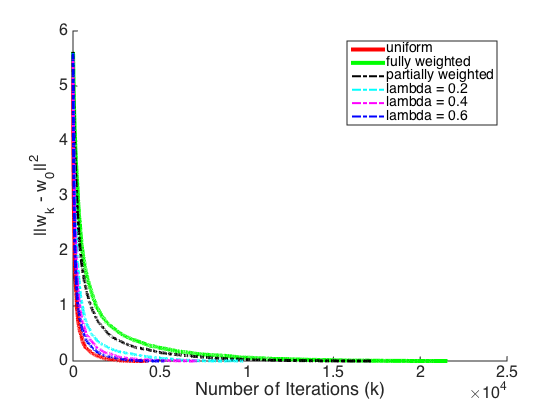 6
5
4
3
2
1
0
||w_k - w_0||^2
uniform
fully weighted
partially weighted
lambda = 0.2
lambda = 0.4
lambda = 0.6
0 0.5 1 1.5 2 2.5
Number of Iterations (k)
×10^4